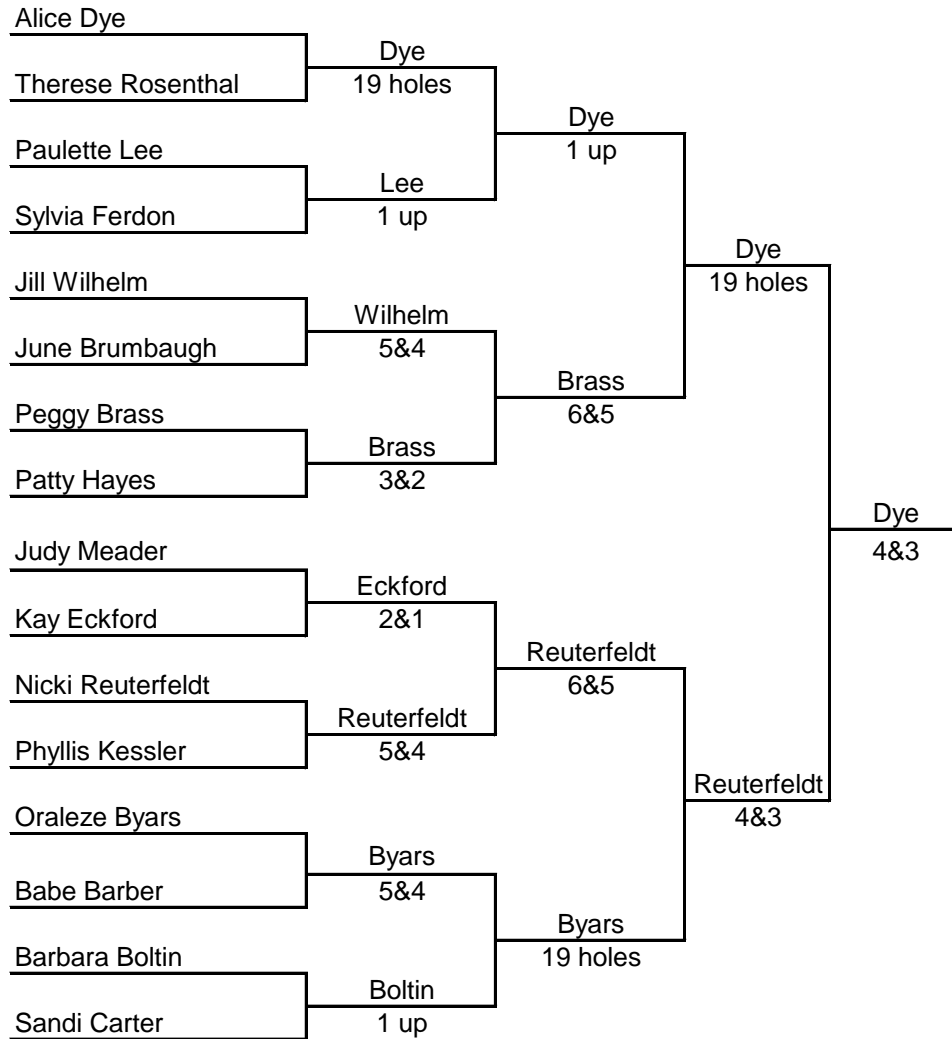 Alice Dye
Dye
Therese Rosenthal
19 holes
Dye
Paulette Lee
1 up
Lee
Sylvia Ferdon
1 up
Dye
Jill Wilhelm
19 holes
Wilhelm
June Brumbaugh
5&4
Brass
Peggy Brass
6&5
Brass
Patty Hayes
3&2
Dye
Judy Meader
4&3
Eckford
Kay Eckford
2&1
Reuterfeldt
Nicki Reuterfeldt
6&5
Reuterfeldt
Phyllis Kessler
5&4
Reuterfeldt
Oraleze Byars
4&3
Byars
Babe Barber
5&4
Byars
Barbara Boltin
19 holes
Boltin
Sandi Carter
1 up